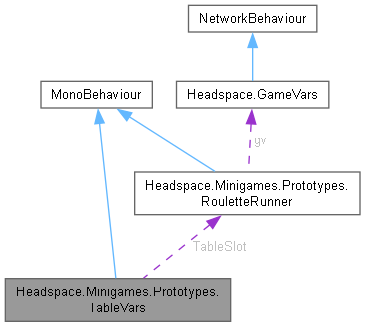 NetworkBehaviour
MonoBehaviour
Headspace.GameVars
gv
Headspace.Minigames.Prototypes.
RouletteRunner
TableSlot
Headspace.Minigames.Prototypes.
TableVars